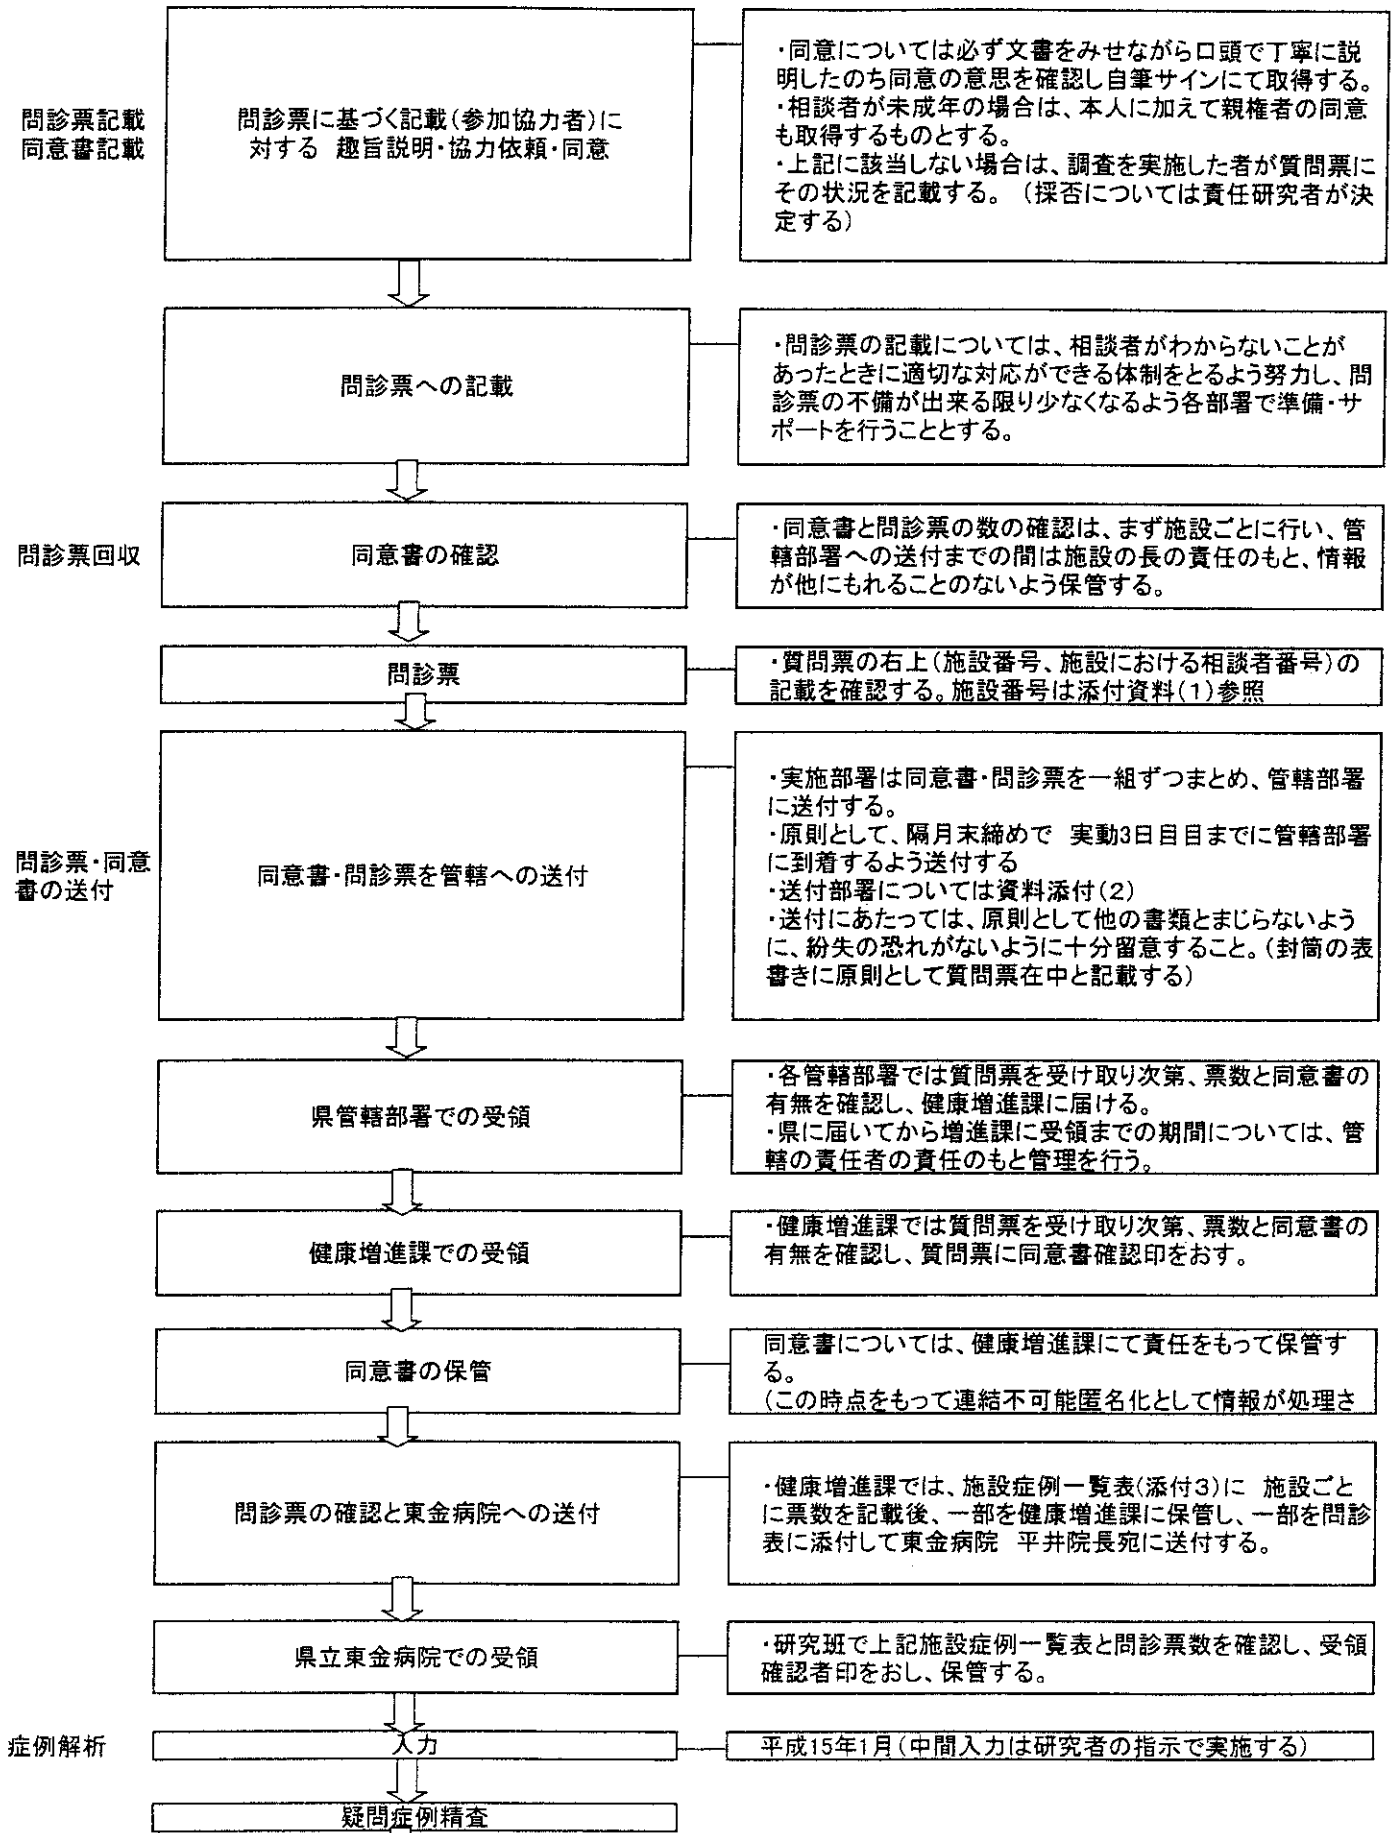 問診票記載
同意書記載
問診票に基づく記載(参加協力者)に
対する 趣旨説明・協力依頼・同意
・同意については必ず文書をみせながら口頭で丁寧に説
明したのち同意の意思を確認し自筆サインにて取得する。
・相談者が未成年の場合は、本人に加えて親権者の同意
も取得するものとする。
・上記に該当しない場合は、調査を実施した者が質問票に
その状況を記載する。 (採否については責任研究者が決
定する)
問診票への記載
・問診票の記載については、相談者がわからないことが
あったときに適切な対応ができる体制をとるよう努力し、問
診票の不備が出来る限り少なくなるよう各部署で準備・サ
ポートを行うこととする。
問診票回収
同意書の確認
・同意書と問診票の数の確認は、まず施設ごとに行い、管
轄部署への送付までの間は施設の長の責任のもと、情報
が他にもれることのないよう保管する。
問診票
・質問票の右上(施設番号、施設における相談者番号)の
記載を確認する。施設番号は添付資料(1)参照
問診票・同意
書の送付
同意書・問診票を管轄への送付
・実施部署は同意書・問診票を一組ずつまとめ、管轄部署
に送付する。
・原則として、隔月末締めで 実動3日目目までに管轄部署
に到着するよう送付する
・送付部署については資料添付(2)
・送付にあたっては、原則として他の書類とまじらないよう
に、紛失の恐れがないように十分留意すること。(封筒の表
書きに原則として質問票在中と記載する)
県管轄部署での受領
・各管轄部署では質問票を受け取り次第、票数と同意書の
有無を確認し、健康増進課に届ける。
・県に届いてから増進課に受領までの期間については、管
轄の責任者の責任のもと管理を行う。
健康増進課での受領
・健康増進課では質問票を受け取り次第、票数と同意書の
有無を確認し、質問票に同意書確認印をおす。
同意書の保管
同意書については、健康増進課にて責任をもって保管す
る。
(この時点をもって連結不可能匿名化として情報が処理さ
問診票の確認と東金病院への送付
・健康増進課では、施設症例一覧表(添付3)に 施設ごと
に票数を記載後、一部を健康増進課に保管し、一部を問診
表に添付して東金病院 平井院長宛に送付する。
県立東金病院での受領
・研究班で上記施設症例一覧表と問診票数を確認し、受領
確認者印をおし、保管する。
症例解析
入力
平成15年1月(中間入力は研究者の指示で実施する)
疑問症例精査